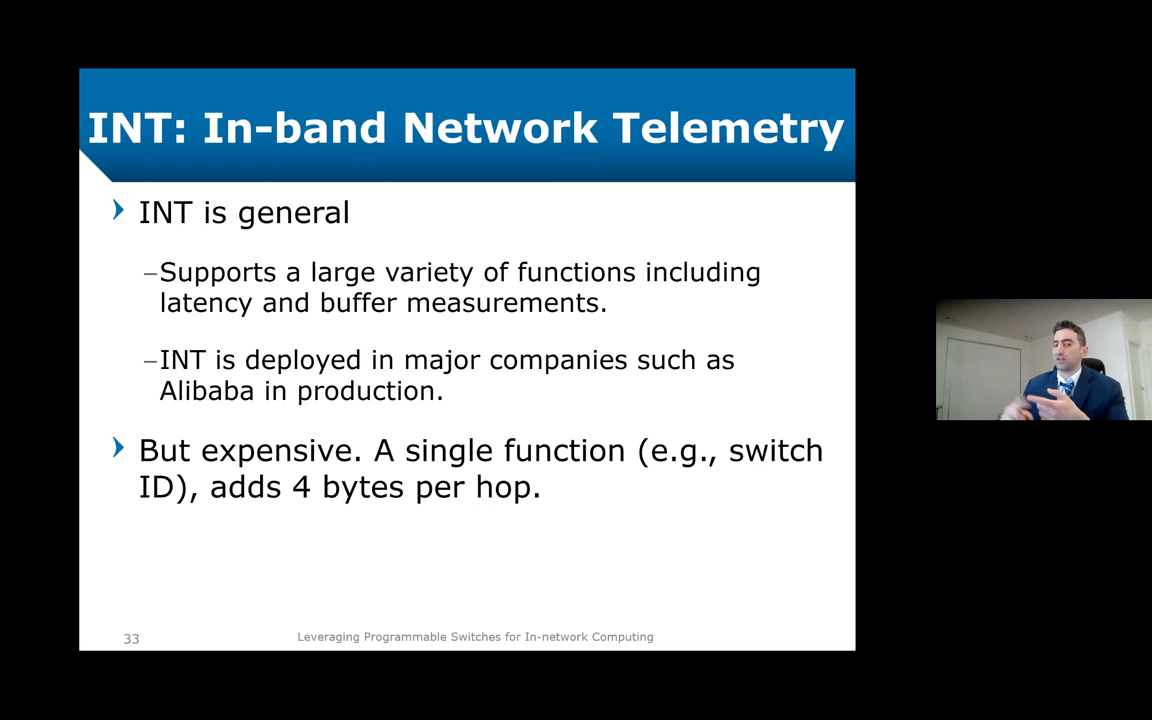 INT: In-band Network Telemetry
INT is general
–Supports a large variety of functions including
latency and buffer measurements.
–INT is deployed in major companies such as
Alibaba in production.
But expensive. A single function (e.g., switch
ID), adds 4 bytes per hop.
33
Leveraging Programmable Switches for In-network Computing